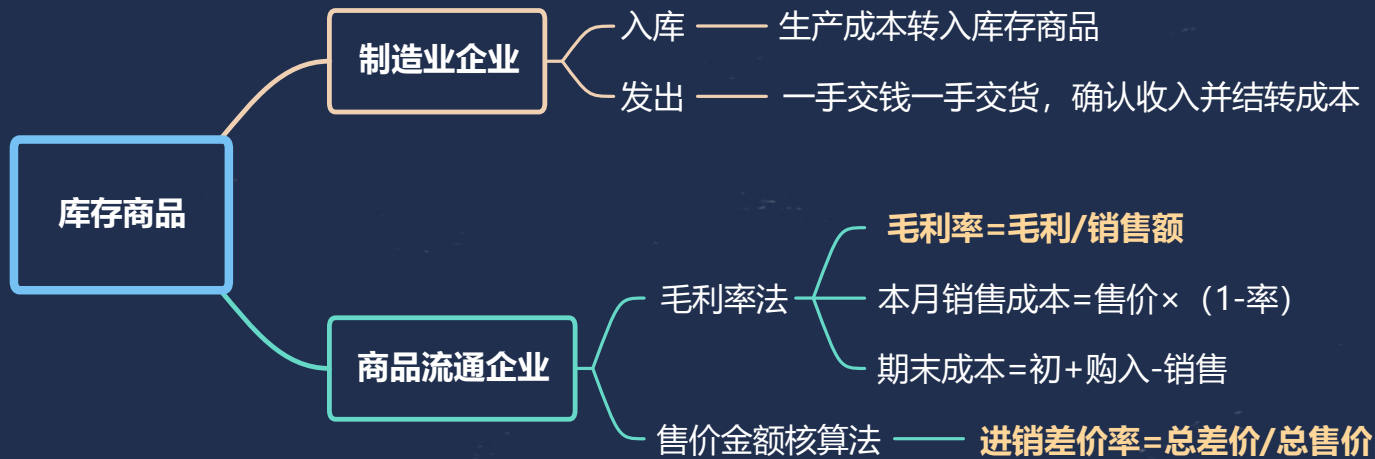 库存商品
制造业企业
入库
生产成本转入库存商品
发出
一手交钱一手交货，确认收入并结转成本
商品流通企业
毛利率法
毛利率=毛利/销售额
本月销售成本=售价×（1-率）
期末成本=初+购入-销售
售价金额核算法
进销差价率=总差价/总售价